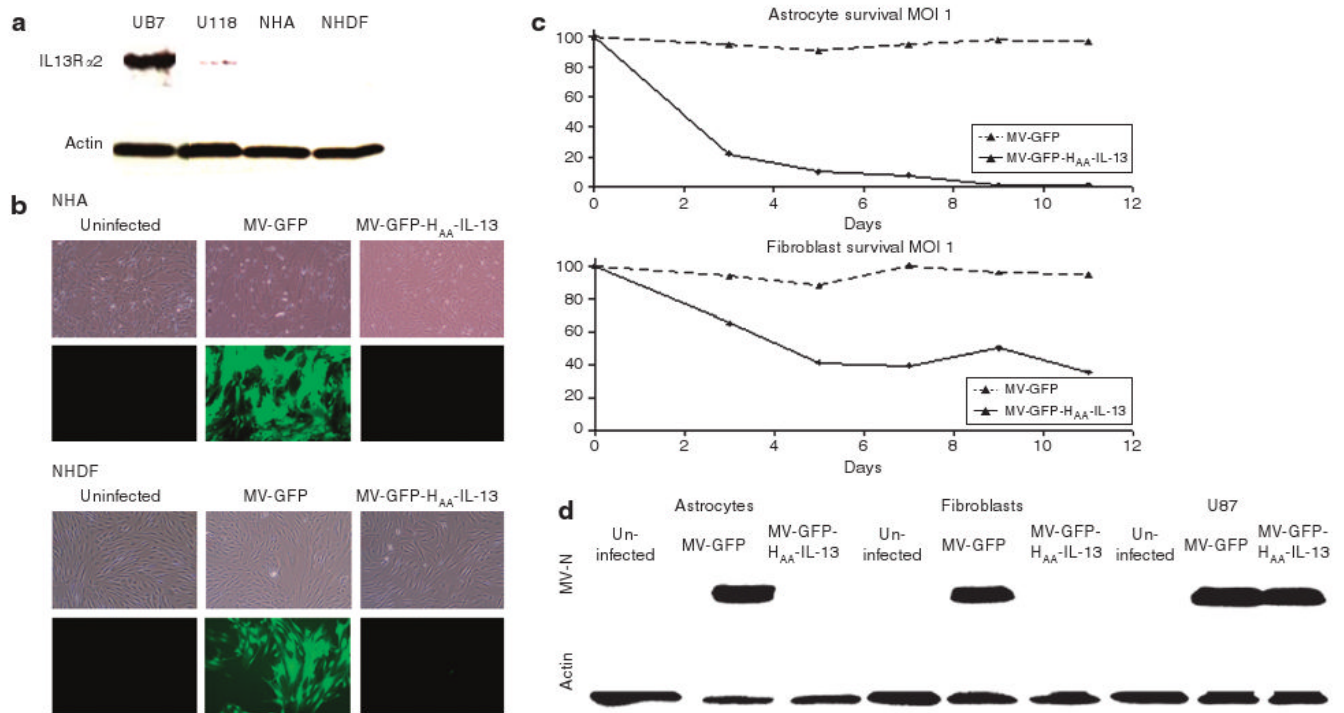 a
UB7 U118 NHA NHDF
IL13Rα2
Actin
b
NHA
Uninfected MV-GFP MV-GFP-HAA-IL-13
NHDF
Uninfected MV-GFP MV-GFP-HAA-IL-13
c
Astrocyte survival MOI 1
100
80
60
40
20
0
0 2 4 6 8 10 12
Days
MV-GFP
MV-GFP-HAA-IL-13
Fibroblast survival MOI 1
100
80
60
40
20
0
0 2 4 6 8 10 12
Days
MV-GFP
MV-GFP-HAA-IL-13
d
Astrocytes Fibroblasts U87
Un-
infected
MV-GFP
MV-GFP-
HAA-IL-13
Un-
infected
MV-GFP
MV-GFP-
HAA-IL-13
Un-
infected
MV-GFP
MV-GFP-
HAA-IL-13
MV-N
Actin